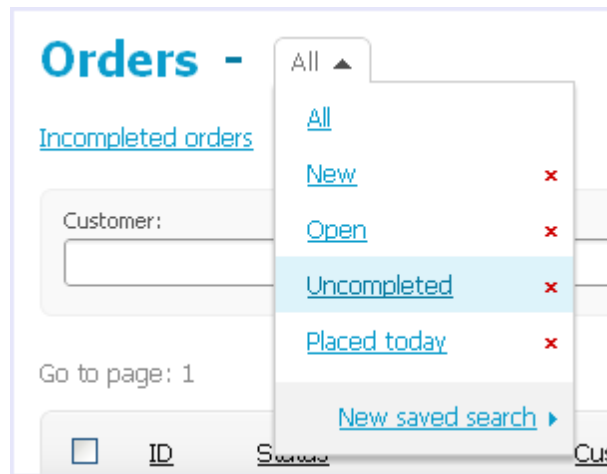 Orders - All
All
Incompleted orders
New ×
Customer:
Open ×
Uncompleted ×
Placed today ×
Go to page: 1
New saved search
ID